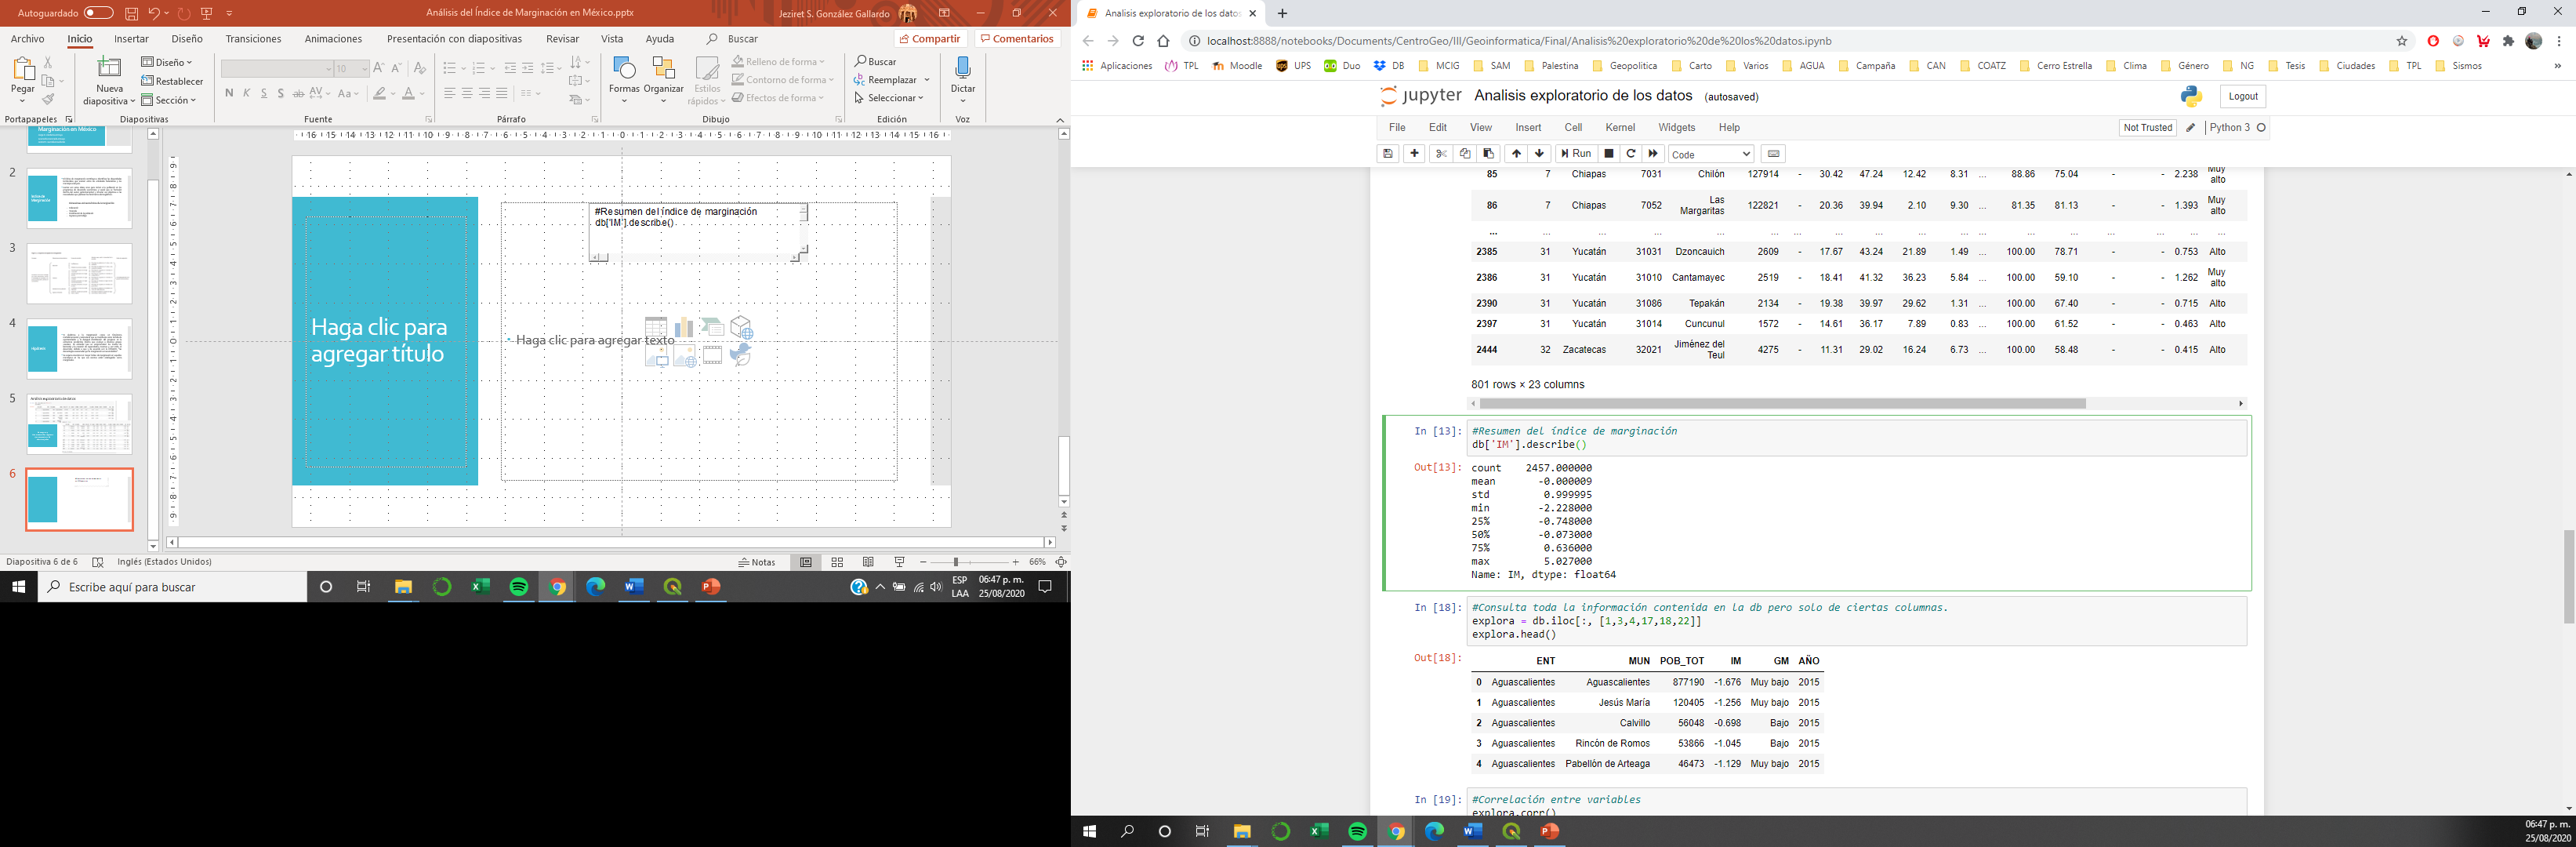 Autoguardado
Análisis del Índice de Marginación en México.pptx
Jeziret S. González Gallardo
Archivo Inicio Insertar Diseño Transiciones Animaciones Presentación con diapositivas Revisar Vista Ayuda Buscar
Compartir Comentarios
Pegar
Nueva diapositiva
Diseño
Restablecer
Sección
10
N K S S ab AV Aa A
Formas Organizar Estilos rápidos
Relleno de forma
Contorno de forma
Efectos de forma
Buscar
Reemplazar
Seleccionar
Dictar
Portapapeles Diapositivas Fuente Párrafo Dibujo Edición Voz
Marginación en México
2
3
4
5
6
#Resumen del índice de marginación
db['IM'].describe()
Haga clic para
agregar título
Haga clic para agregar texto
Diapositiva 6 de 6 Inglés (Estados Unidos) Notas 66%
Escribe aquí para buscar
ESP
LAA
06:47 p. m.
25/08/2020
Analisis exploratorio de los datos
localhost:8888/notebooks/Documents/CentroGeo/III/Geoinformatica/Final/Analisis%20exploratorio%20de%20los%20datos.ipynb
Aplicaciones TPL Moodle UPS Duo DB MCIG SAM Palestina Geopolitica Carto Varios AGUA Campaña CAN COATZ Cerro Estrella Clima Género NG Tesis Ciudades TPL Sismos
jupyter Analisis exploratorio de los datos (autosaved)
Logout
File Edit View Insert Cell Kernel Widgets Help
Not Trusted Python 3
Run Code
85 7 Chiapas 7031 Chilón 127914 - 30.42 47.24 12.42 8.31 ... 88.86 75.04 - - 2.238 Muy alto
86 7 Chiapas 7052 Las Margaritas 122821 - 20.36 39.94 2.10 9.30 ... 81.35 81.13 - - 1.393 Muy alto
... ... ... ... ... ... ... ... ... ... ... ... ... ... ... ... ... ...
2385 31 Yucatán 31031 Dzoncauich 2609 - 17.67 43.24 21.89 1.49 ... 100.00 78.71 - - 0.753 Alto
2386 31 Yucatán 31010 Cantamayec 2519 - 18.41 41.32 36.23 5.84 ... 100.00 59.10 - - 1.262 Muy alto
2390 31 Yucatán 31086 Tepakán 2134 - 19.38 39.97 29.62 1.31 ... 100.00 67.40 - - 0.715 Alto
2397 31 Yucatán 31014 Cuncunul 1572 - 14.61 36.17 7.89 0.83 ... 100.00 61.52 - - 0.463 Alto
2444 32 Zacatecas 32021 Jiménez del Teul 4275 - 11.31 29.02 16.24 6.73 ... 100.00 58.48 - - 0.415 Alto
801 rows × 23 columns
In [13]: #Resumen del índice de marginación
db['IM'].describe()
Out[13]: count 2457.000000
mean -0.000009
std 0.999995
min -2.228000
25% -0.748000
50% -0.073000
75% 0.636000
max 5.027000
Name: IM, dtype: float64
In [18]: #Consulta toda la información contenida en la db pero solo de ciertas columnas.
explora = db.iloc[:, [1,3,4,17,18,22]]
explora.head()
Out[18]:
ENT MUN POB_TOT IM GM AÑO
0 Aguascalientes Aguascalientes 877190 -1.676 Muy bajo 2015
1 Aguascalientes Jesús María 120405 -1.256 Muy bajo 2015
2 Aguascalientes Calvillo 56048 -0.698 Bajo 2015
3 Aguascalientes Rincón de Romos 53866 -1.045 Bajo 2015
4 Aguascalientes Pabellón de Arteaga 46473 -1.129 Muy bajo 2015
In [19]: #Correlación entre variables
explora.corr()
06:47 p. m.
25/08/2020